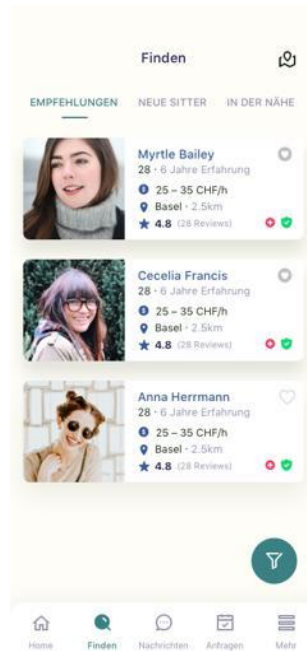 Finden
EMPFEHLUNGEN NEUE SITTER IN DER NÄHE
Myrtle Bailey
28 · 6 Jahre Erfahrung
25 – 35 CHF/h
Basel · 2.5km
4.8 (28 Reviews)
Cecelia Francis
28 · 6 Jahre Erfahrung
25 – 35 CHF/h
Basel · 2.5km
4.8 (28 Reviews)
Anna Herrmann
28 · 6 Jahre Erfahrung
25 – 35 CHF/h
Basel · 2.5km
4.8 (28 Reviews)
Home Finden Nachrichten Anfragen Mehr